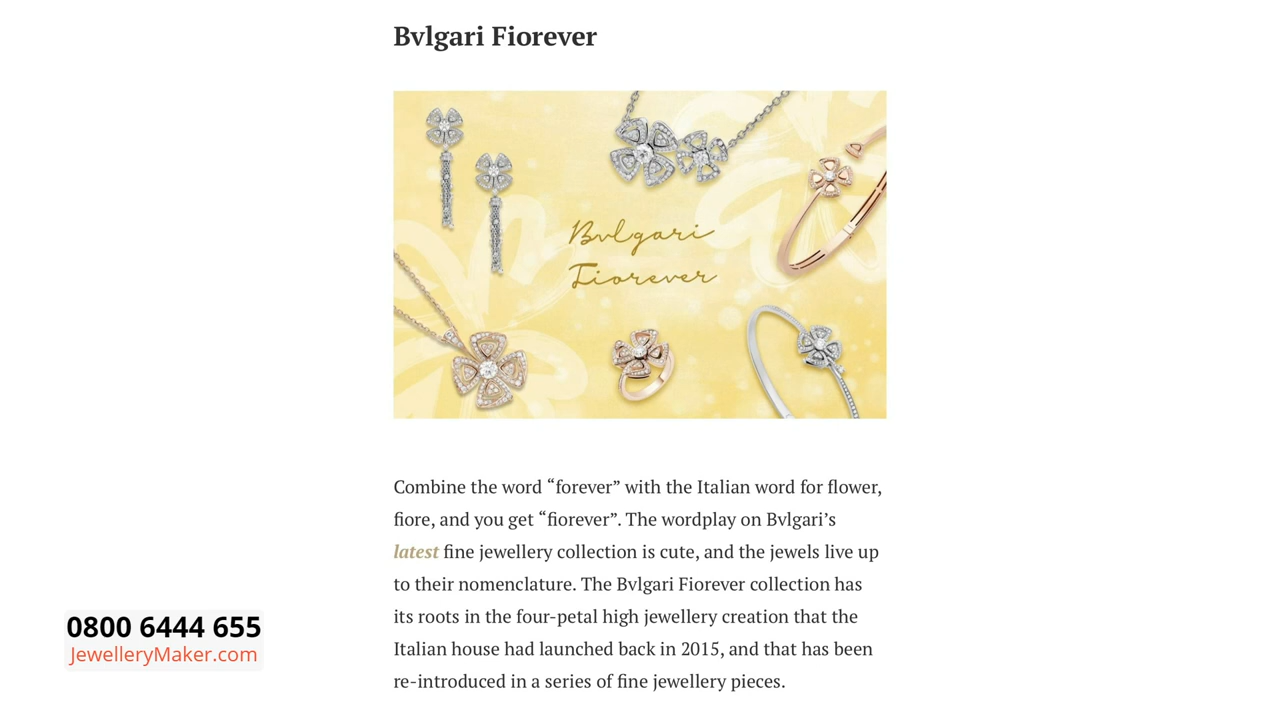 Bvlgari Fiorever
Bvlgari
Fiorever
Combine the word “forever” with the Italian word for flower,
fiore, and you get “fiorever”. The wordplay on Bvlgari’s
latest fine jewellery collection is cute, and the jewels live up
to their nomenclature. The Bvlgari Fiorever collection has
its roots in the four-petal high jewellery creation that the
Italian house had launched back in 2015, and that has been
re-introduced in a series of fine jewellery pieces.
0800 6444 655
JewelleryMaker.com